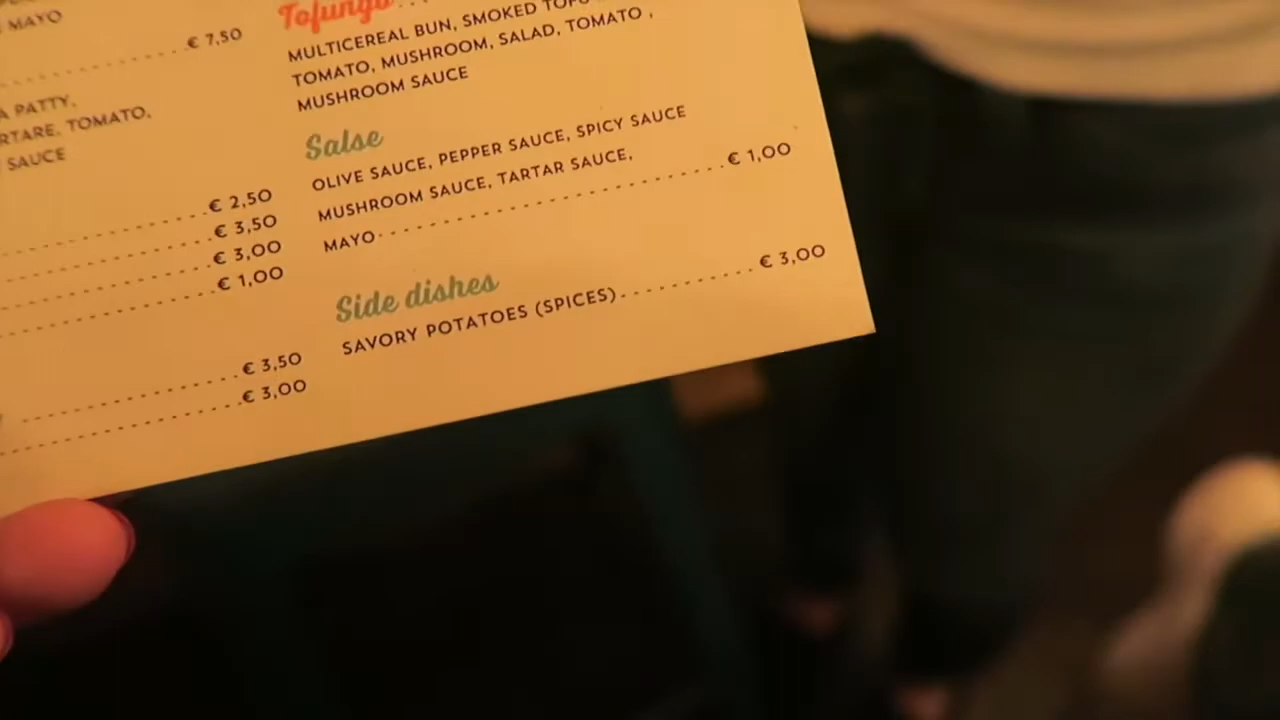 MAYO
€ 7,50
A PATTY,
RTARE, TOMATO,
SAUCE
€ 2,50
€ 3,50
€ 3,00
€ 1,00
€ 3,50
€ 3,00
Tofungo
MULTICEREAL BUN, SMOKED TOFU
TOMATO, MUSHROOM, SALAD, TOMATO ,
MUSHROOM SAUCE
Salse
OLIVE SAUCE, PEPPER SAUCE, SPICY SAUCE
MUSHROOM SAUCE, TARTAR SAUCE,
MAYO € 1,00
Side dishes
SAVORY POTATOES (SPICES) € 3,00